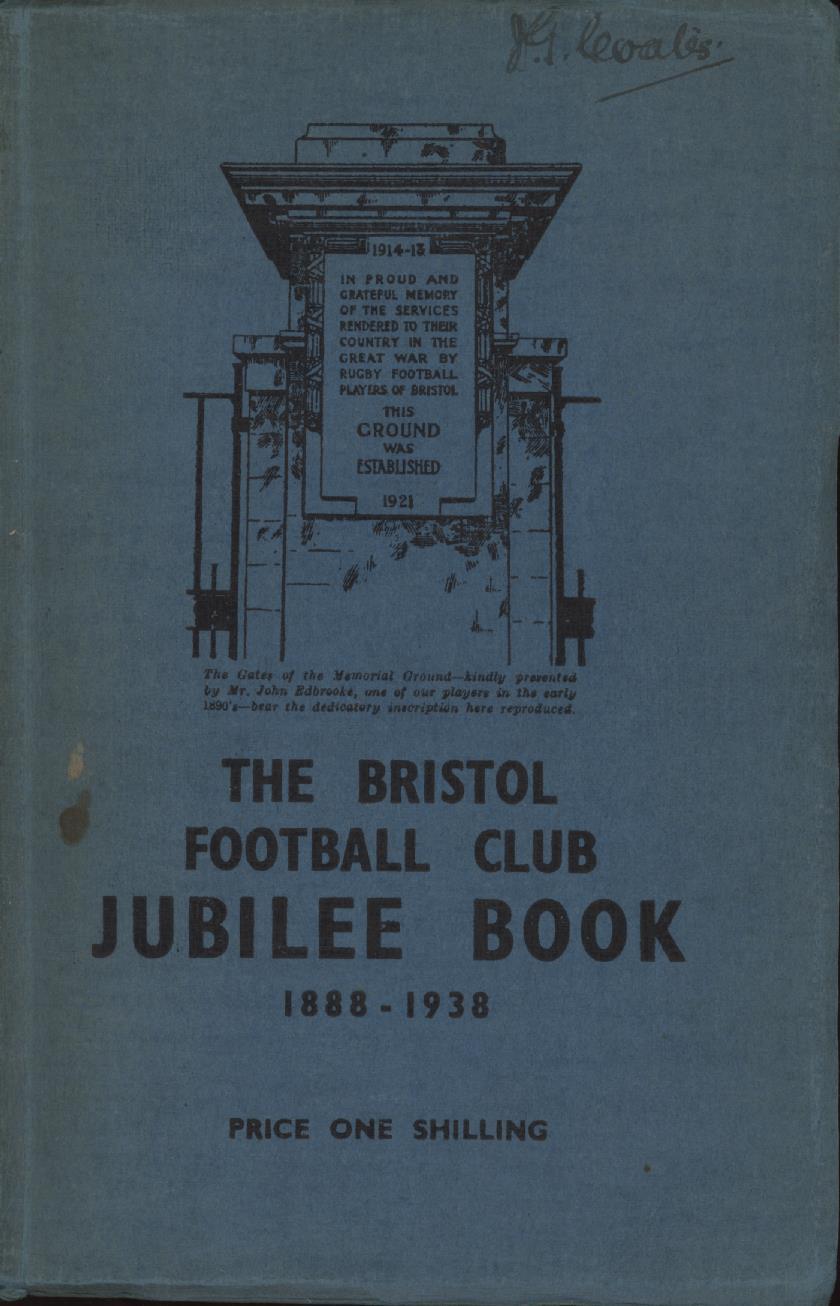 J.G. Coales.
1914-18
IN PROUD AND
GRATEFUL MEMORY
OF THE SERVICES
RENDERED TO THEIR
COUNTRY IN THE
GREAT WAR BY
RUGBY FOOTBALL
PLAYERS OF BRISTOL
THIS
GROUND
WAS
ESTABLISHED
1921
The Gates of the Memorial Ground—kindly presented
by Mr. John Edbrooke, one of our players in the early
1890's—bear the dedicatory inscription here reproduced.
THE BRISTOL
FOOTBALL CLUB
JUBILEE BOOK
1888-1938
PRICE ONE SHILLING